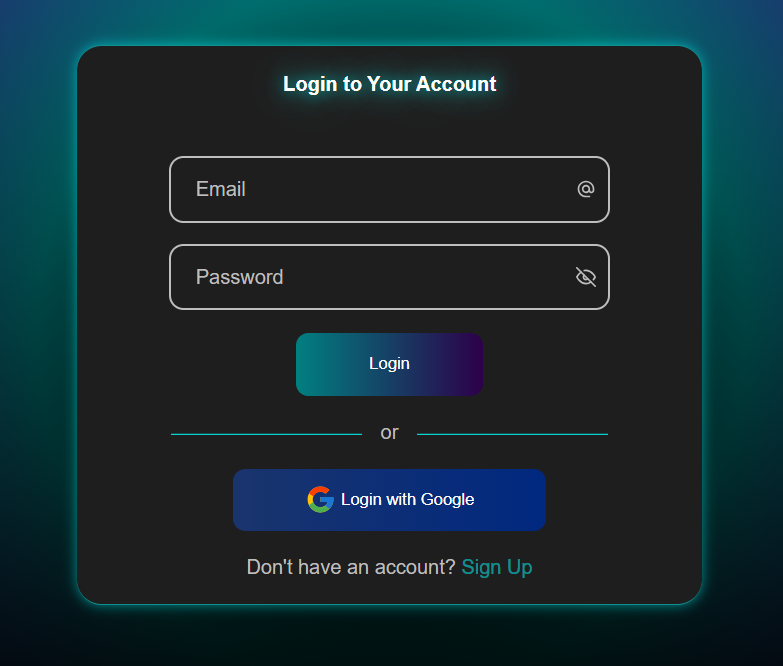 Login to Your Account
Email
Password
Login
or
Login with Google
Don't have an account? Sign Up